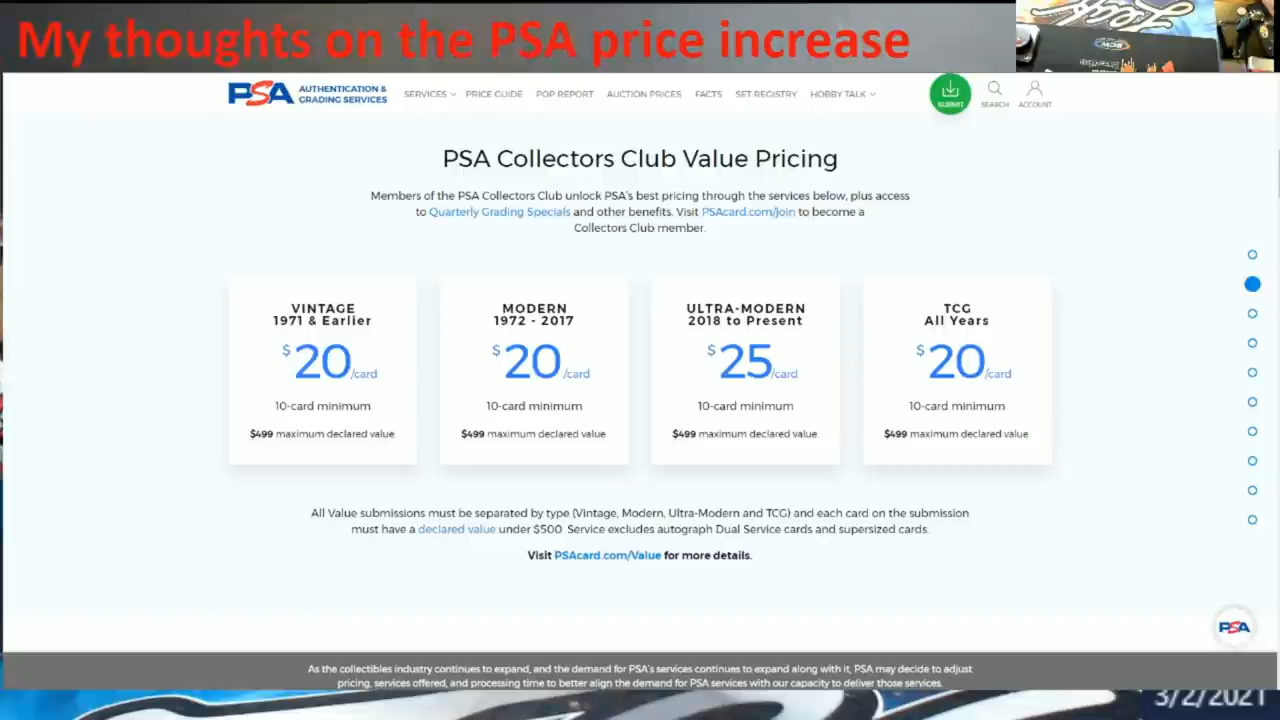 My thoughts on the PSA price increase
PSA AUTHENTICATION & GRADING SERVICES
SERVICES PRICE GUIDE POP REPORT AUCTION PRICES FACTS SET REGISTRY HOBBY TALK
SUBMIT SEARCH ACCOUNT
PSA Collectors Club Value Pricing
Members of the PSA Collectors Club unlock PSA's best pricing through the services below, plus access
to Quarterly Grading Specials and other benefits. Visit PSAcard.com/join to become a
Collectors Club member.
VINTAGE
1971 & Earlier
$20/card
10-card minimum
$499 maximum declared value
MODERN
1972 - 2017
$20/card
10-card minimum
$499 maximum declared value
ULTRA-MODERN
2018 to Present
$25/card
10-card minimum
$499 maximum declared value
TCG
All Years
$20/card
10-card minimum
$499 maximum declared value
All Value submissions must be separated by type (Vintage, Modern, Ultra-Modern and TCG) and each card on the submission
must have a declared value under $500 Service excludes autograph Dual Service cards and supersized cards.
Visit PSAcard.com/Value for more details.
PSA
As the collectibles industry continues to expand, and the demand for PSA's services continues to expand along with it, PSA may decide to adjust
pricing, services offered, and processing time to better align the demand for PSA services with our capacity to deliver those services.
3/2/2021